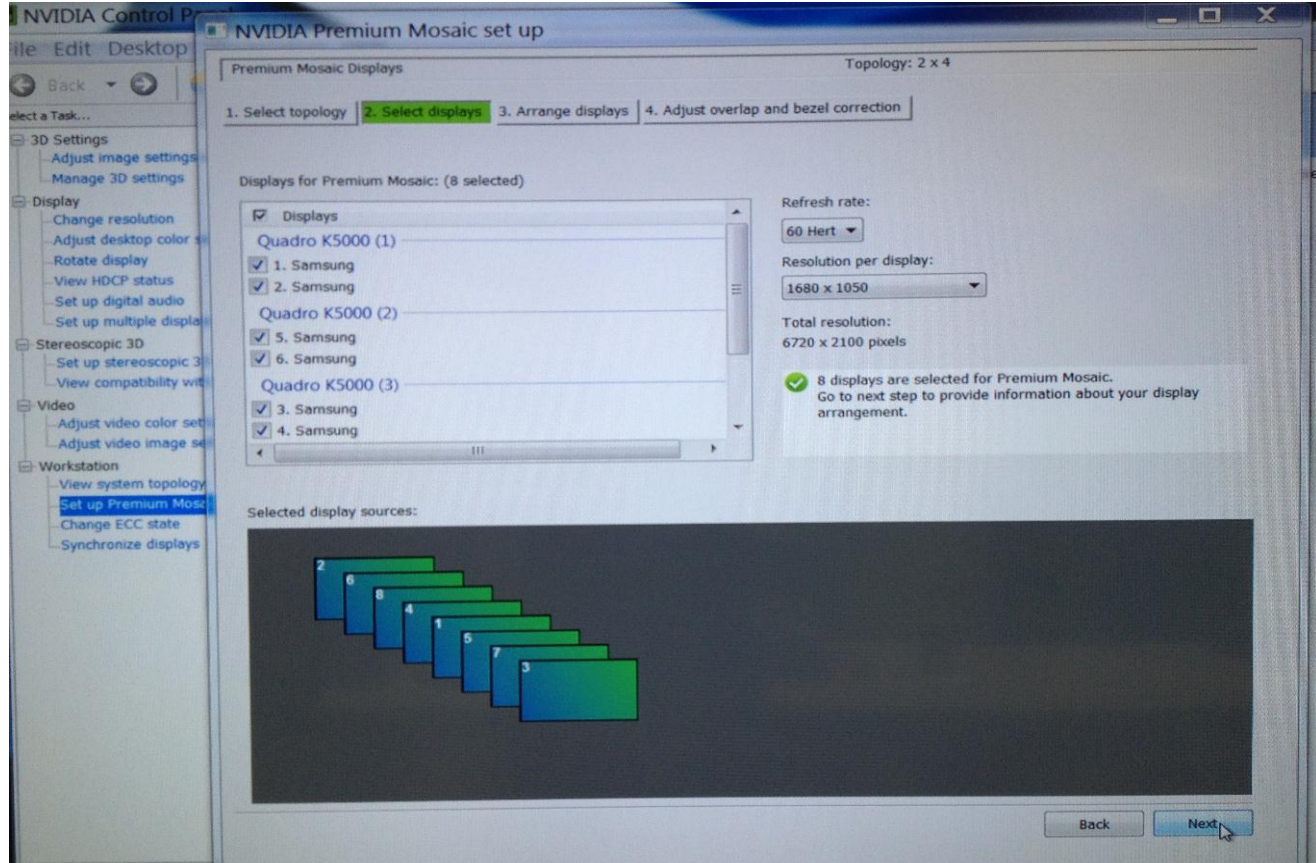 NVIDIA Control Panel
File Edit Desktop
Back
Select a Task...
3D Settings
Adjust image settings
Manage 3D settings
Display
Change resolution
Adjust desktop color s
Rotate display
View HDCP status
Set up digital audio
Set up multiple displa
Stereoscopic 3D
Set up stereoscopic 3
View compatibility wit
Video
Adjust video color set
Adjust video image se
Workstation
View system topology
Set up Premium Mosa
Change ECC state
Synchronize displays
NVIDIA Premium Mosaic set up
Premium Mosaic Displays
Topology: 2 x 4
1. Select topology 2. Select displays 3. Arrange displays 4. Adjust overlap and bezel correction
Displays for Premium Mosaic: (8 selected)
Displays
Quadro K5000 (1)
1. Samsung
2. Samsung
Quadro K5000 (2)
5. Samsung
6. Samsung
Quadro K5000 (3)
3. Samsung
4. Samsung
Refresh rate:
60 Hert
Resolution per display:
1680 x 1050
Total resolution:
6720 x 2100 pixels
8 displays are selected for Premium Mosaic.
Go to next step to provide information about your display
arrangement.
Selected display sources:
2
6
8
4
1
5
7
3
Back
Next